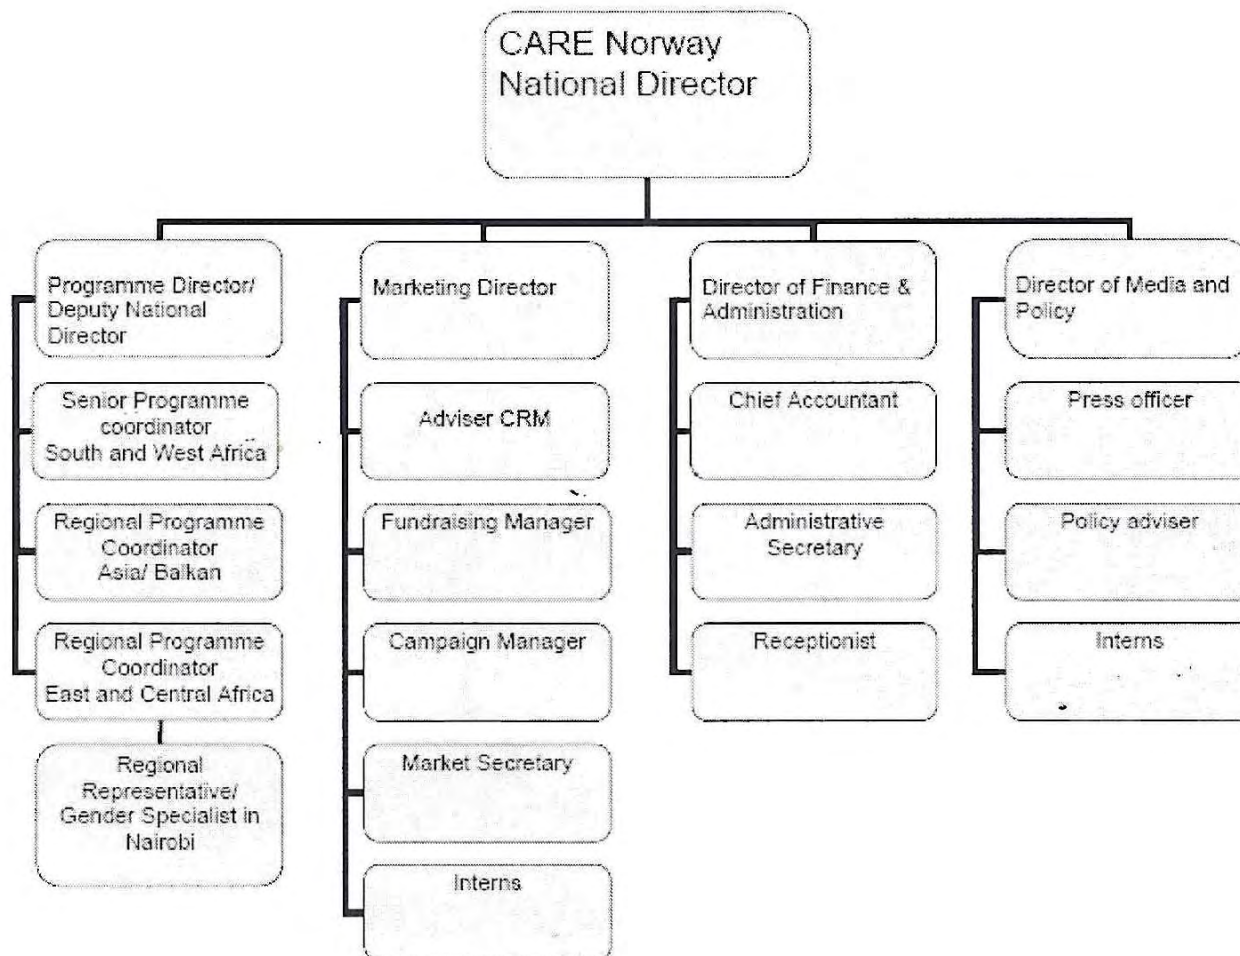 CARE Norway
National Director
Programme Director/
Deputy National
Director
Senior Programme
coordinator
South and West Africa
Regional Programme
Coordinator
Asia/ Balkan
Regional Programme
Coordinator
East and Central Africa
Regional
Representative/
Gender Specialist in
Nairobi
Marketing Director
Adviser CRM
Fundraising Manager
Campaign Manager
Market Secretary
Interns
Director of Finance &
Administration
Chief Accountant
Administrative
Secretary
Receptionist
Director of Media and
Policy
Press officer
Policy adviser
Interns